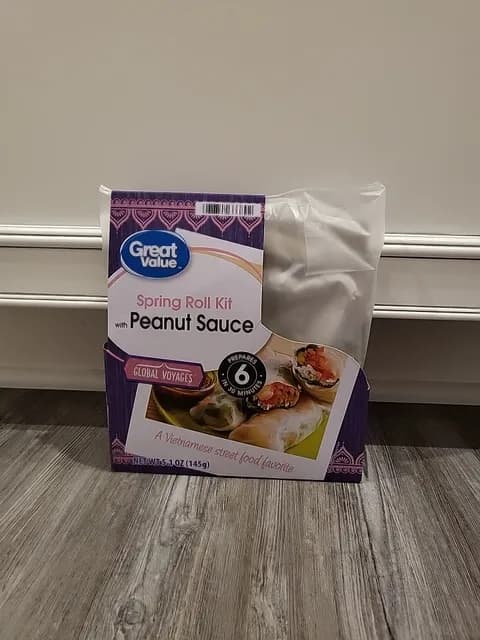 Great
Value
Spring Roll Kit
with Peanut Sauce
GLOBAL VOYAGES
PREPARES
6
IN 30 MINUTES
A Vietnamese street food favorite
NET WT 5.1 OZ (145g)